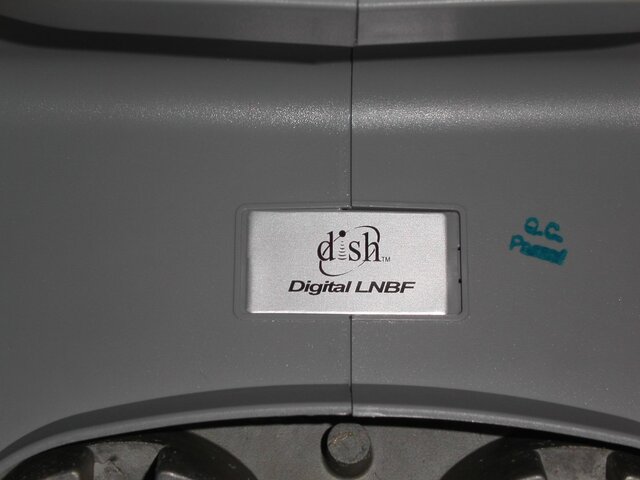 dish™
Digital LNBF
Q.C.
Passed